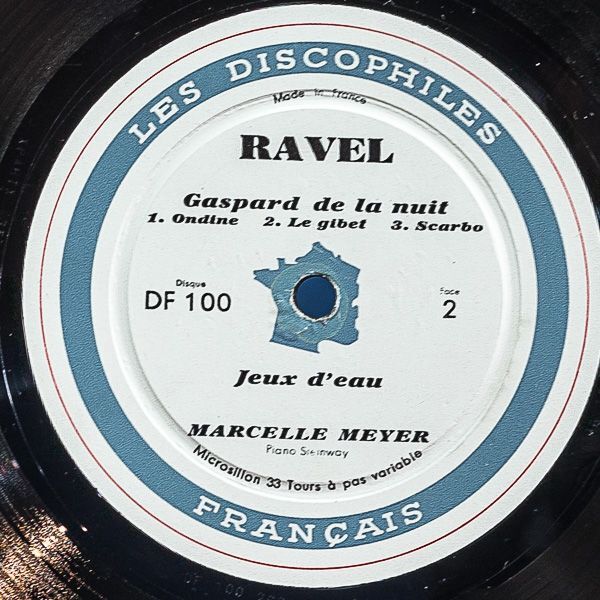 LES DISCOPHILES
Made in France
RAVEL
Gaspard de la nuit
1. Ondine 2. Le gibet 3. Scarbo
Disque
DF 100
Face
2
Jeux d'eau
MARCELLE MEYER
Piano Steinway
Microsillon 33 Tours à pas variable
FRANÇAIS